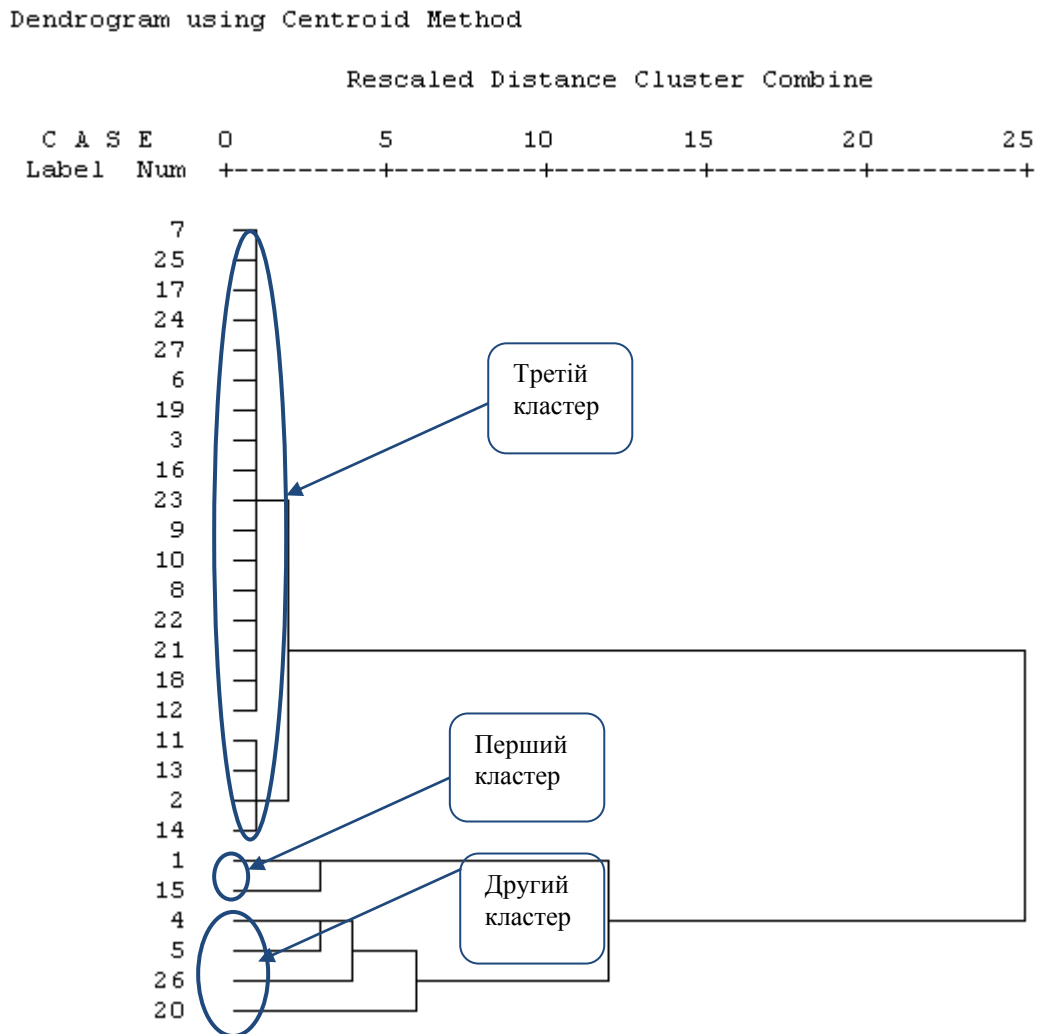 Dendrogram using Centroid Method
Rescaled Distance Cluster Combine
C A S E 0 5 10 15 20 25
Label Num +---------+---------+---------+---------+---------+
7
25
17
24
27
6
19
3
16
23
9
10
8
22
21
18
12
11
13
2
14
1
15
4
5
26
20
Третій
кластер
Перший
кластер
Другий
кластер